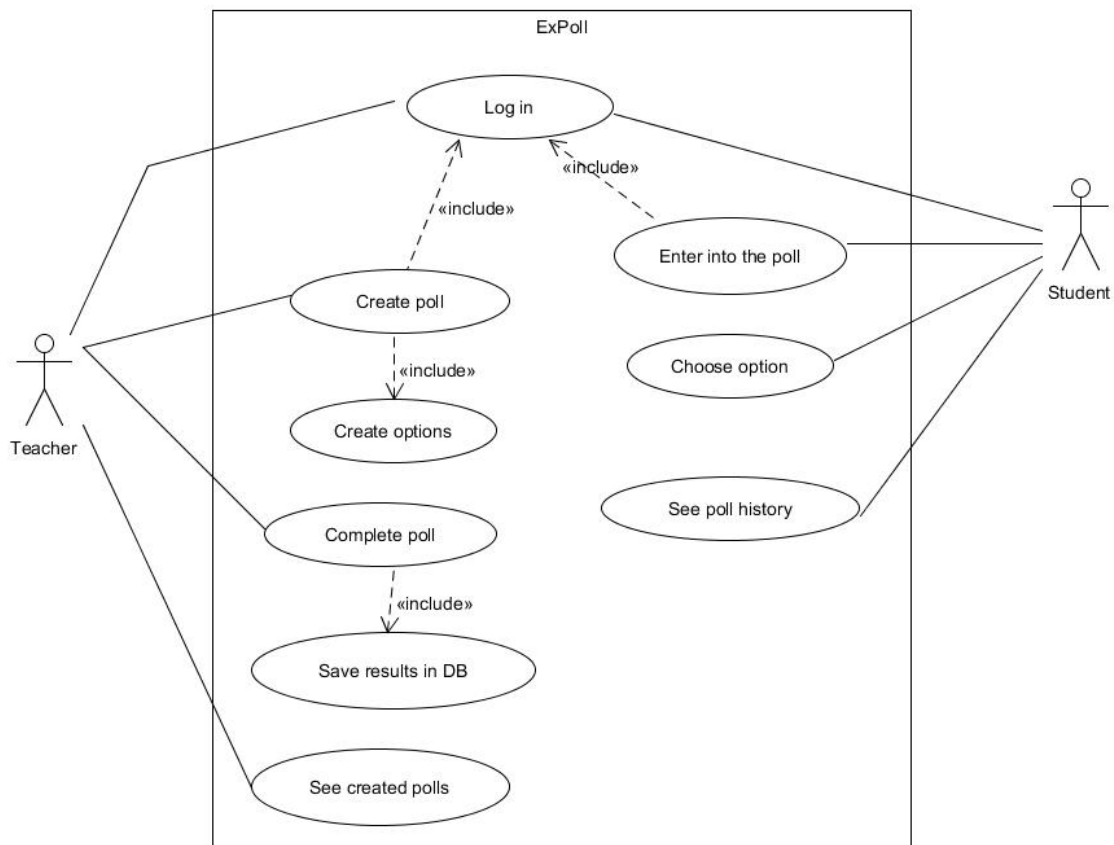 ExPoll
Log in
«include»
«include»
Enter into the poll
Student
Create poll
«include»
Choose option
Teacher
Create options
See poll history
Complete poll
«include»
Save results in DB
See created polls